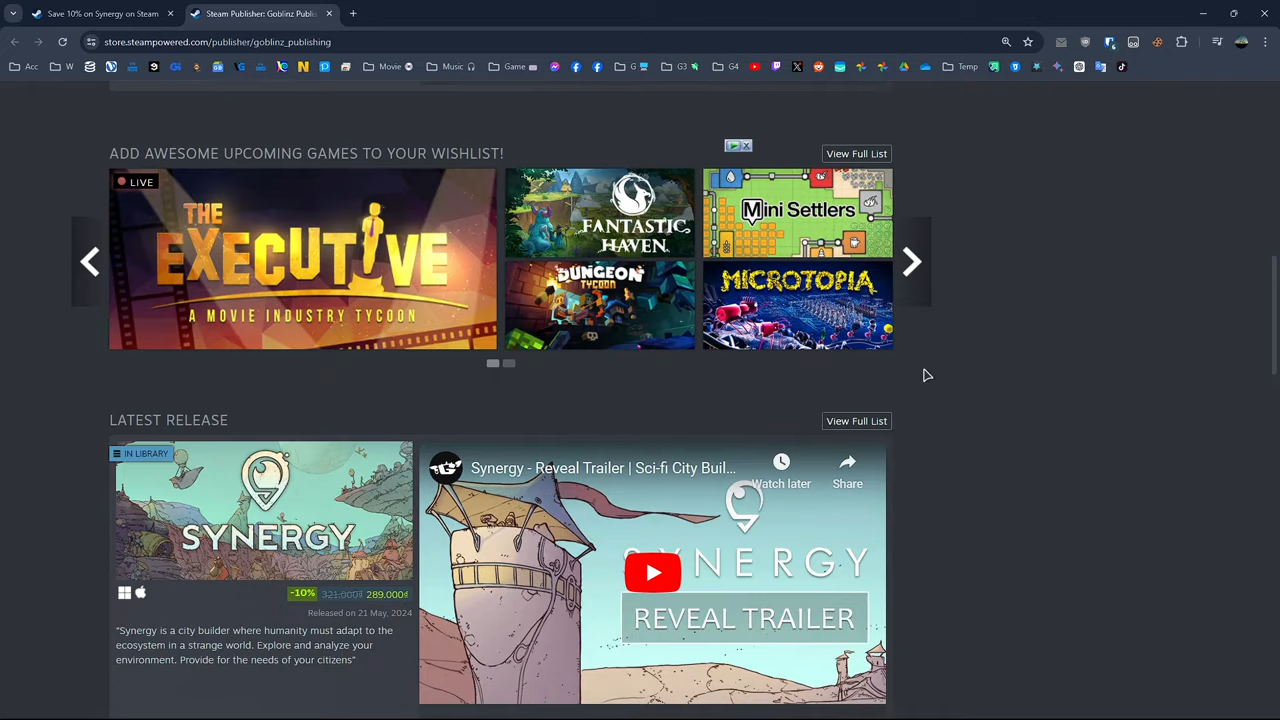 Save 10% on Synergy on Steam
Steam Publisher: Goblinz Publis
store.steampowered.com/publisher/goblinz_publishing
Acc
W
Movie
Music
Game
G
G3
G4
Temp
ADD AWESOME UPCOMING GAMES TO YOUR WISHLIST!
View Full List
LIVE
THE
EXECUTIVE
A MOVIE INDUSTRY TYCOON
FANTASTIC
HAVEN
Mini Settlers
DUNGEON
TYCOON
MICROTOPIA
LATEST RELEASE
View Full List
IN LIBRARY
SYNERGY
Synergy - Reveal Trailer | Sci-fi City Buil...
Watch later
Share
SYNERGY
REVEAL TRAILER
-10% 321.000₫ 289.000₫
Released on 21 May, 2024
“Synergy is a city builder where humanity must adapt to the
ecosystem in a strange world. Explore and analyze your
environment. Provide for the needs of your citizens”